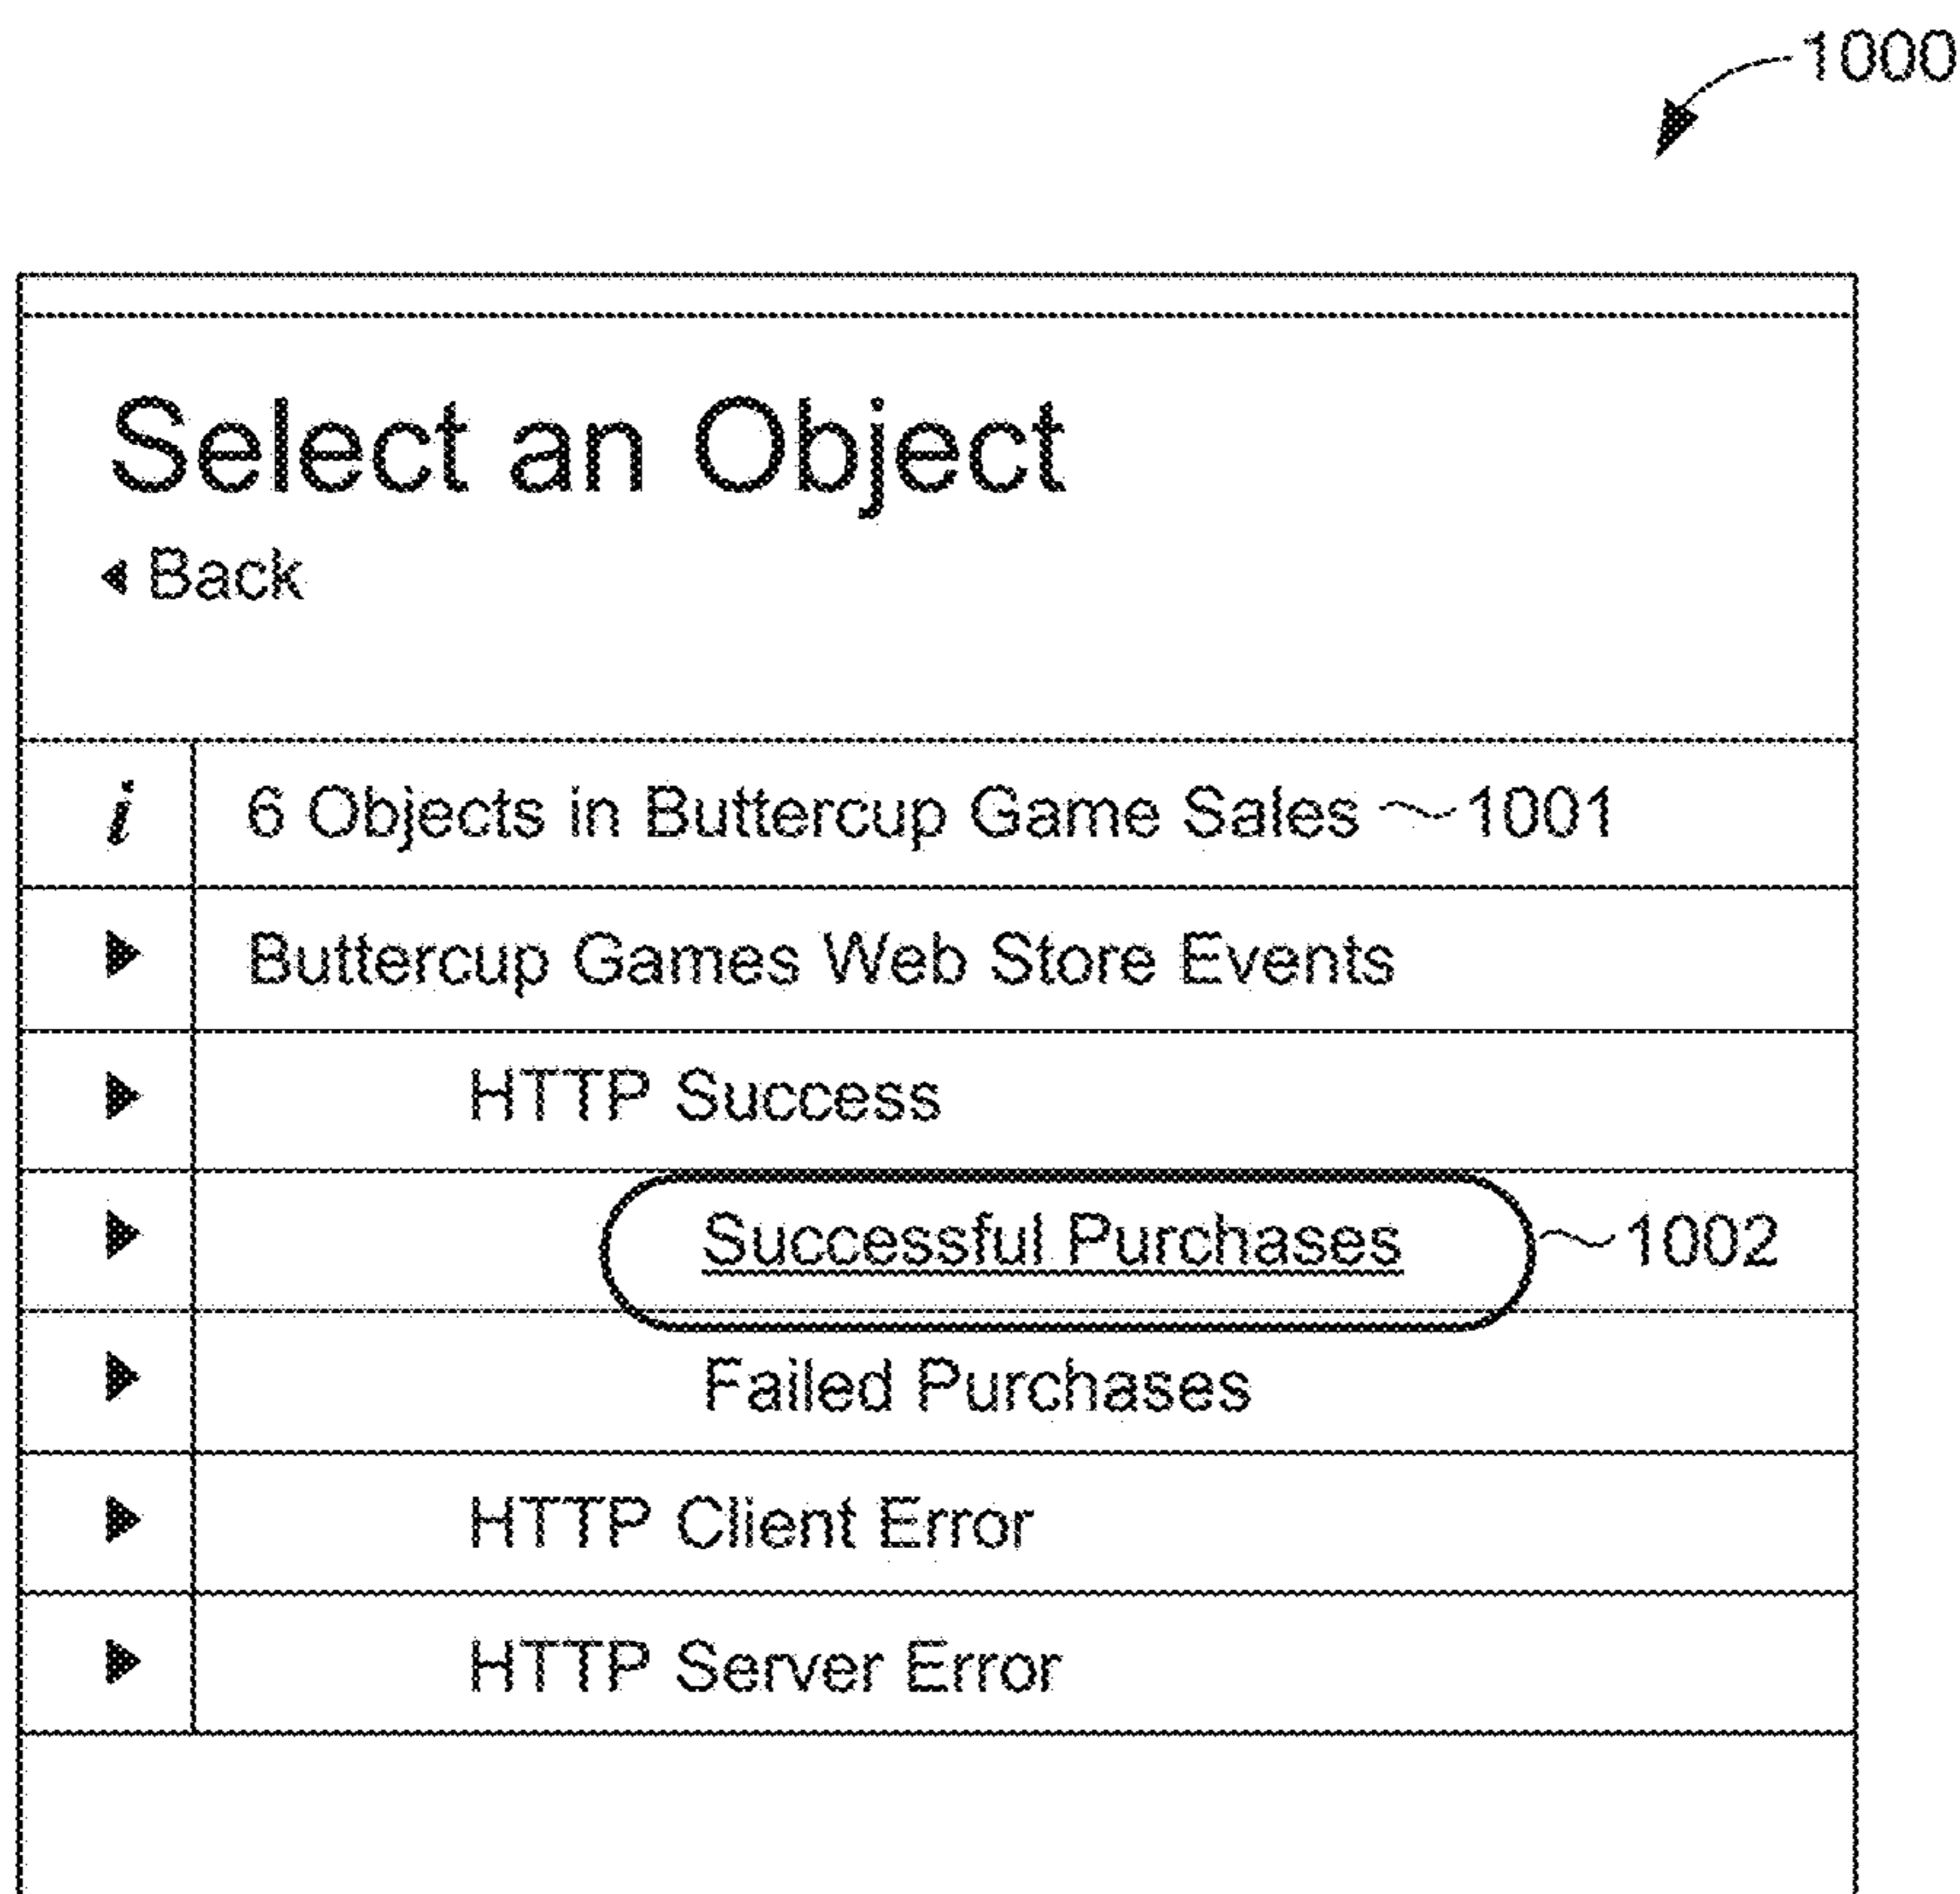 1000
Select an Object
Back
i 6 Objects in Buttercup Game Sales 1001
Buttercup Games Web Store Events
HTTP Success
Successful Purchases 1002
Failed Purchases
HTTP Client Error
HTTP Server Error